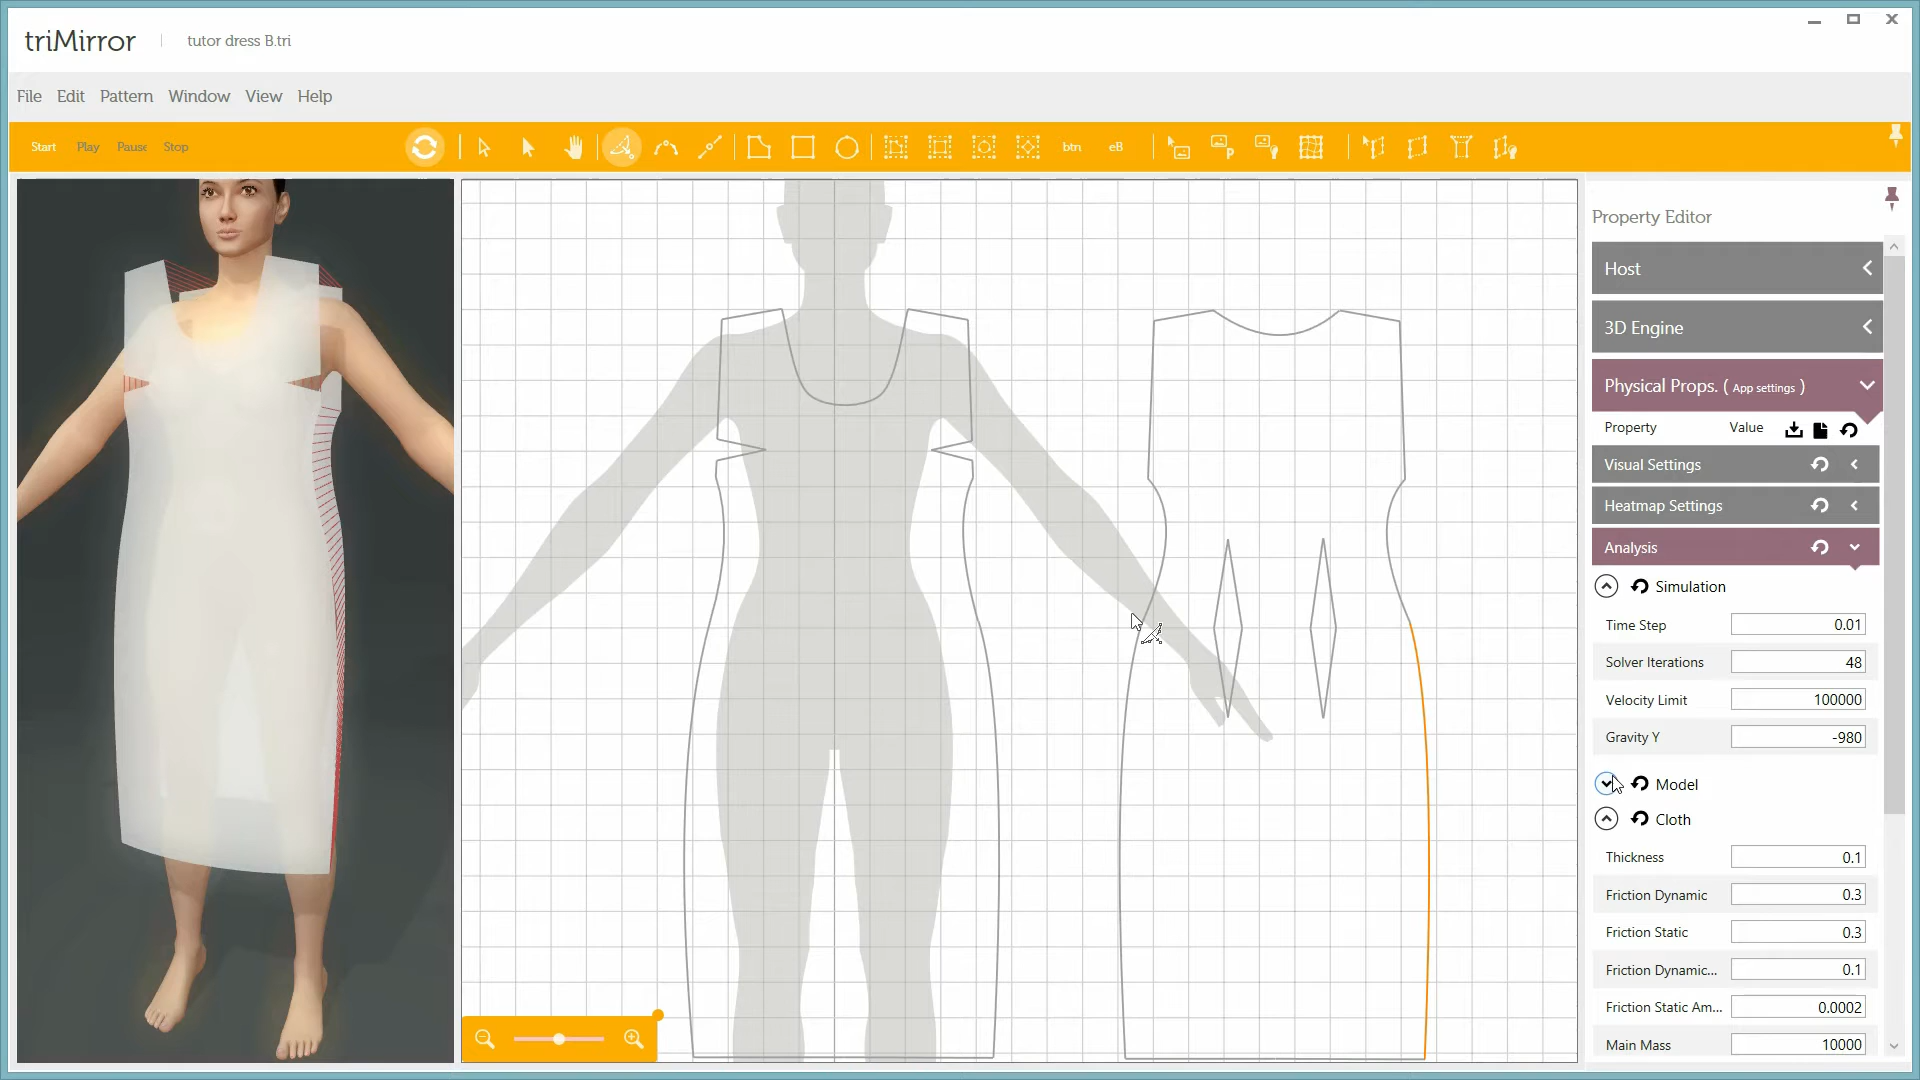 triMirror
tutor dress B.tri
File Edit Pattern Window View Help
Start Play Pause Stop
btn eB
Property Editor
Host
3D Engine
Physical Props. ( App settings )
Property Value
Visual Settings
Heatmap Settings
Analysis
Simulation
Time Step 0.01
Solver Iterations 48
Velocity Limit 100000
Gravity Y -980
Model
Cloth
Thickness 0.1
Friction Dynamic 0.3
Friction Static 0.3
Friction Dynamic... 0.1
Friction Static Am... 0.0002
Main Mass 10000